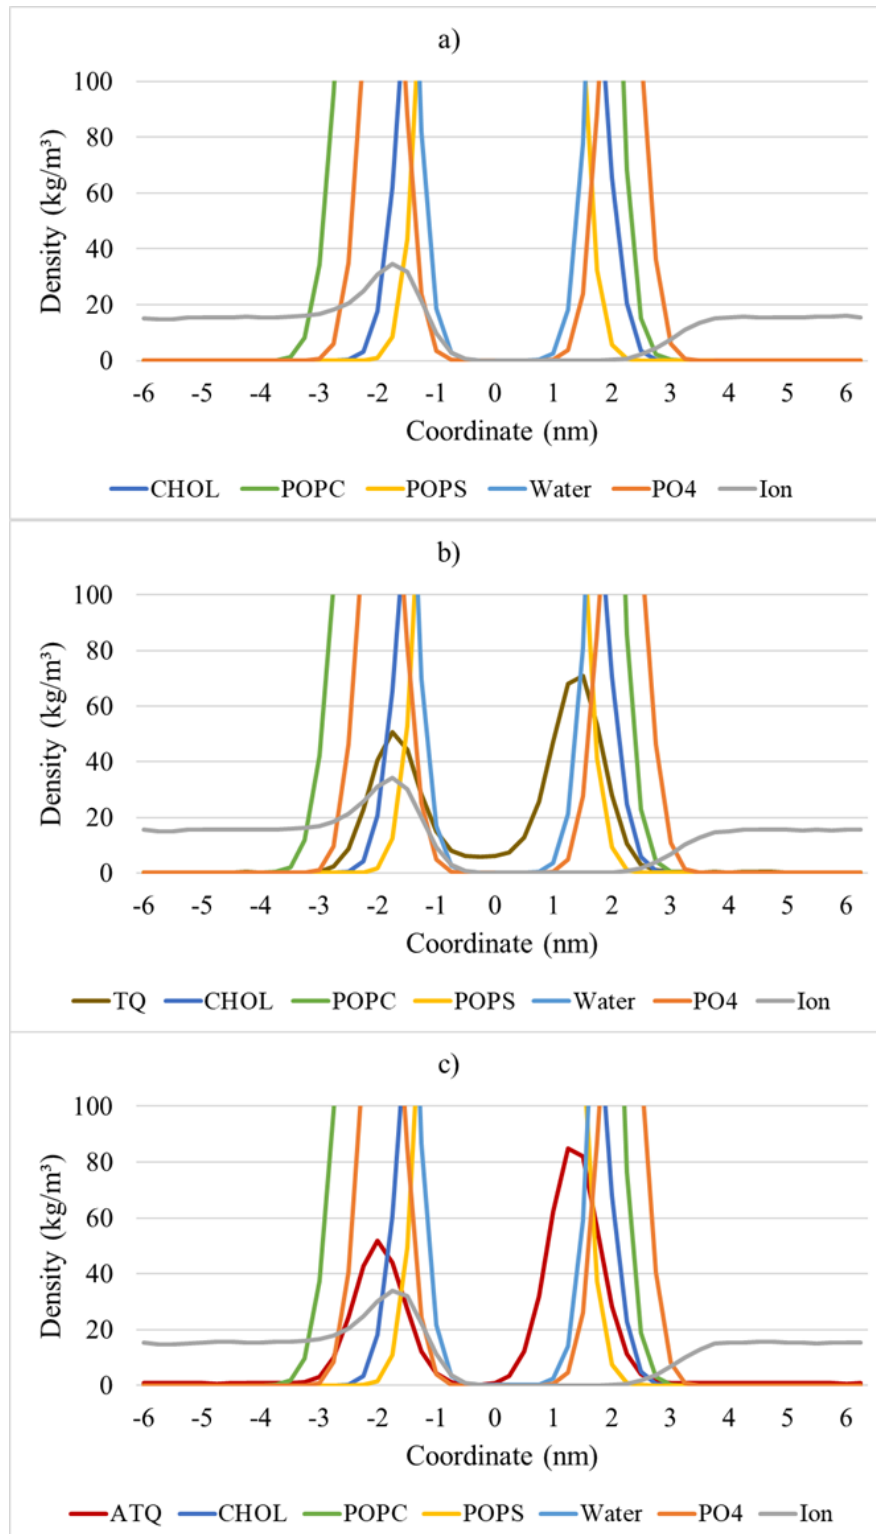 a)
100
80
60
40
20
0
Density (kg/m³)
-6 -5 -4 -3 -2 -1 0 1 2 3 4 5 6
Coordinate (nm)
CHOL POPC POPS Water PO4 Ion
b)
100
80
60
40
20
0
Density (kg/m³)
-6 -5 -4 -3 -2 -1 0 1 2 3 4 5 6
Coordinate (nm)
TQ CHOL POPC POPS Water PO4 Ion
c)
100
80
60
40
20
0
Density (kg/m³)
-6 -5 -4 -3 -2 -1 0 1 2 3 4 5 6
Coordinate (nm)
ATQ CHOL POPC POPS Water PO4 Ion